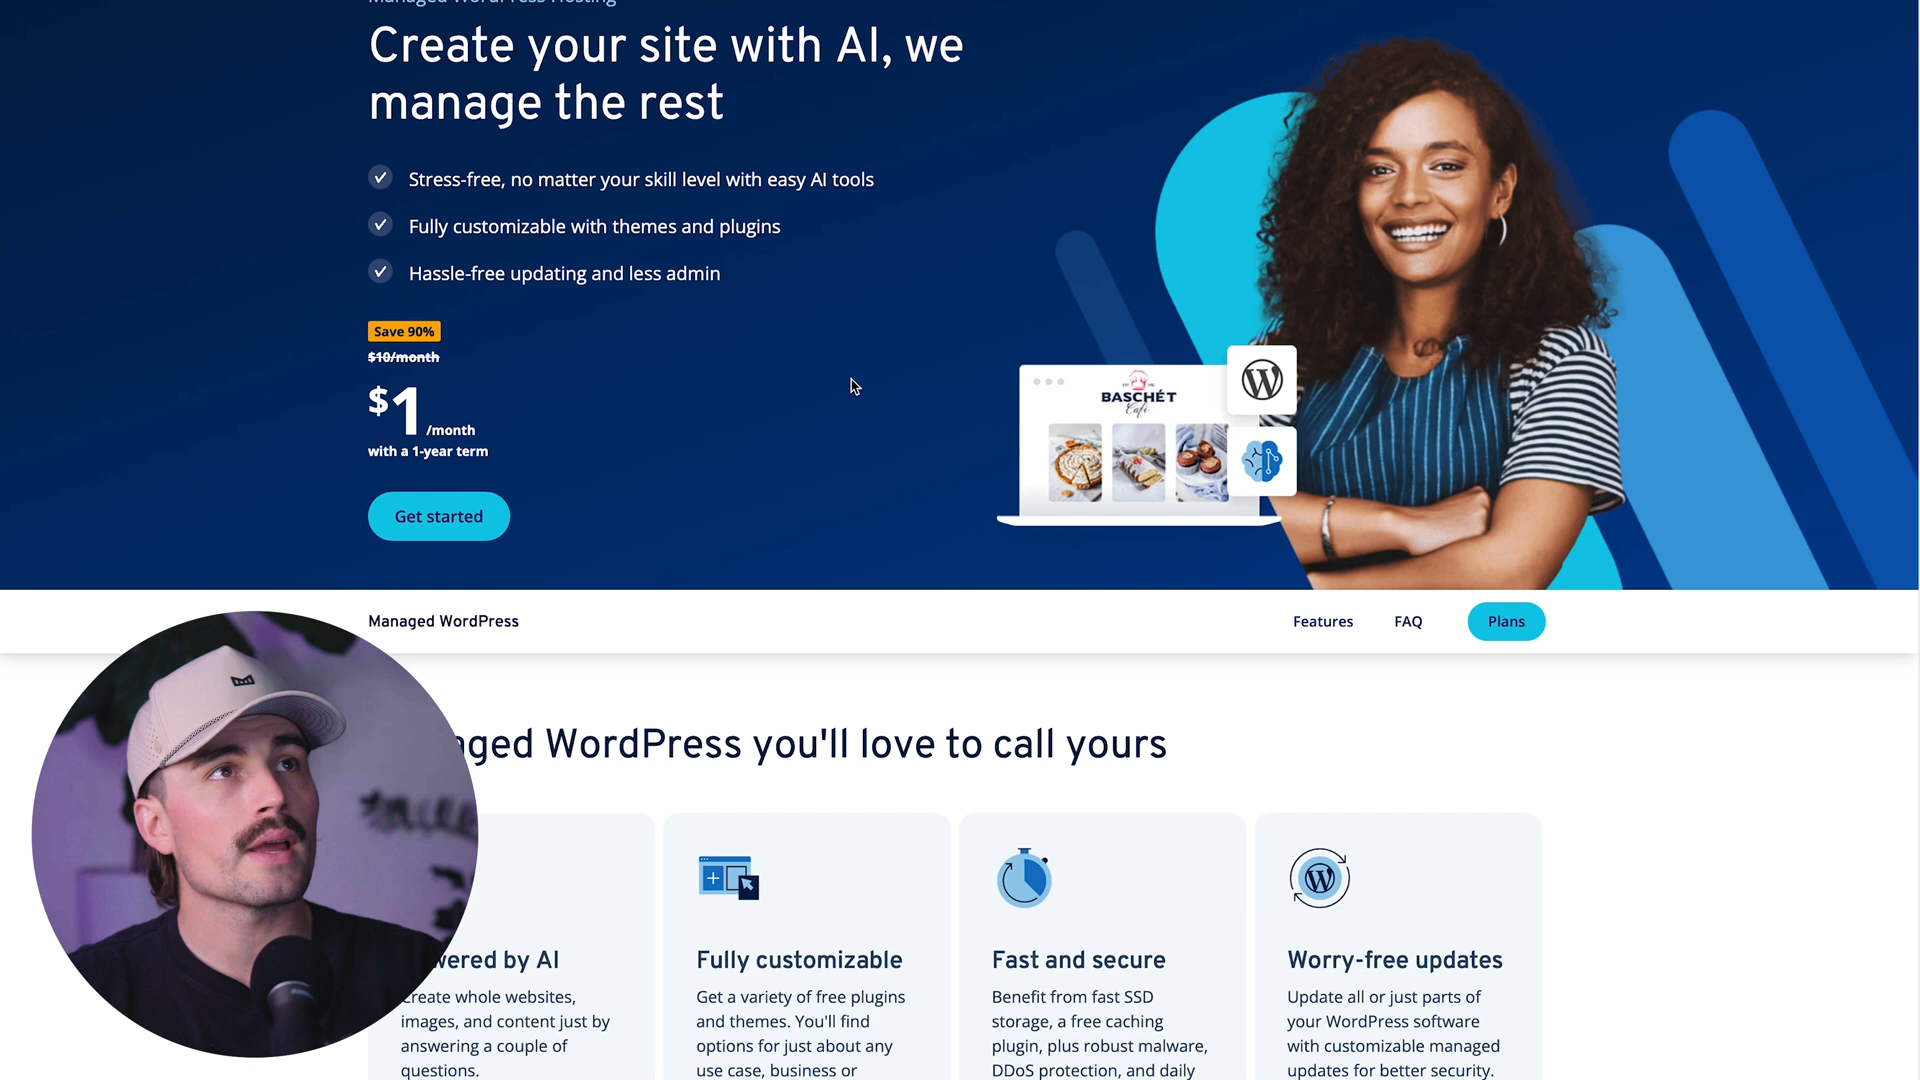 Managed WordPress Hosting
Create your site with AI, we
manage the rest
Stress-free, no matter your skill level with easy AI tools
Fully customizable with themes and plugins
Hassle-free updating and less admin
Save 90%
$10/month
$1/month
with a 1-year term
Get started
BASCHÉT
Café
Managed WordPress
Features
FAQ
Plans
aged WordPress you'll love to call yours
wered by AI
Create whole websites,
images, and content just by
answering a couple of
questions.
Fully customizable
Get a variety of free plugins
and themes. You'll find
options for just about any
use case, business or
Fast and secure
Benefit from fast SSD
storage, a free caching
plugin, plus robust malware,
DDoS protection, and daily
Worry-free updates
Update all or just parts of
your WordPress software
with customizable managed
updates for better security.